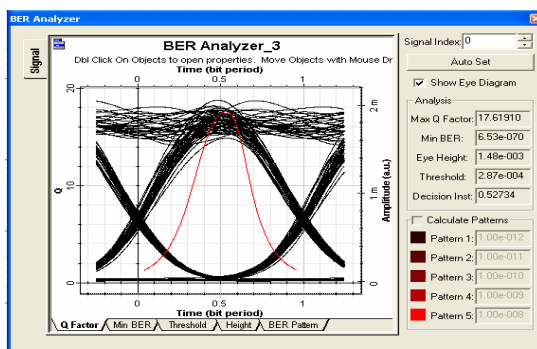 BER Analyzer
Signal
BER Analyzer_3
Dbl Click On Objects to open properties. Move Objects with Mouse Dr
Time (bit period)
0 0.5 1
Q
20
10
0
Amplitude (a.u.)
2 m
1 m
0
0 0.5 1
Time (bit period)
Q Factor Min BER Threshold Height BER Pattern
Signal Index: 0
Auto Set
Show Eye Diagram
Analysis
Max Q Factor: 17.61910
Min BER: 6.53e-070
Eye Height: 1.48e-003
Threshold: 2.87e-004
Decision Inst: 0.52734
Calculate Patterns
Pattern 1: 1.00e-012
Pattern 2: 1.00e-011
Pattern 3: 1.00e-010
Pattern 4: 1.00e-009
Pattern 5: 1.00e-008